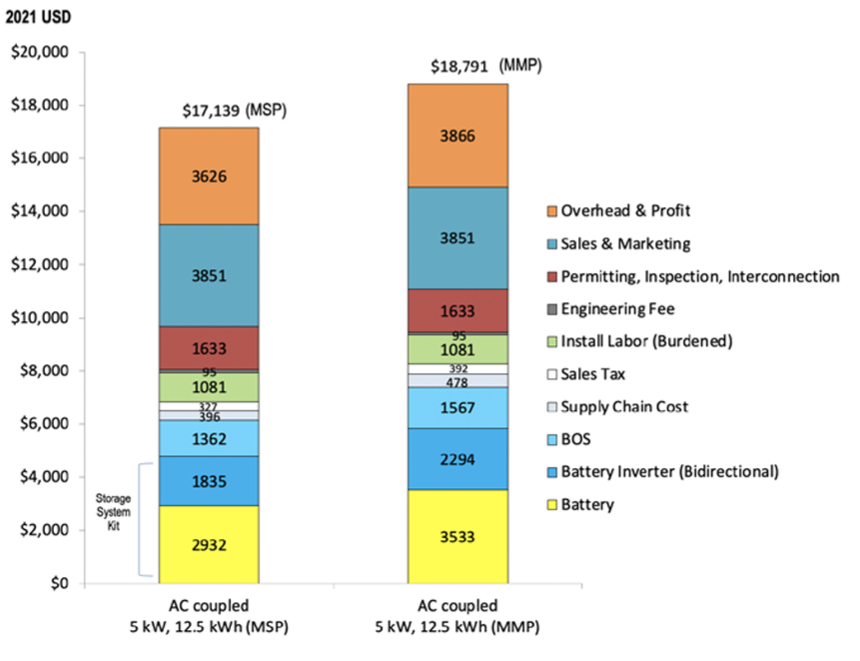 2021 USD
$20,000
$18,000
$16,000
$14,000
$12,000
$10,000
$8,000
$6,000
$4,000
$2,000
$0
$17,139 (MSP)
3626
3851
1633
95
1081
327
396
1362
1835
2932
Storage
System
Kit
$18,791 (MMP)
3866
3851
1633
95
1081
392
478
1567
2294
3533
Overhead & Profit
Sales & Marketing
Permitting, Inspection, Interconnection
Engineering Fee
Install Labor (Burdened)
Sales Tax
Supply Chain Cost
BOS
Battery Inverter (Bidirectional)
Battery
AC coupled
5 kW, 12.5 kWh (MSP)
AC coupled
5 kW, 12.5 kWh (MMP)